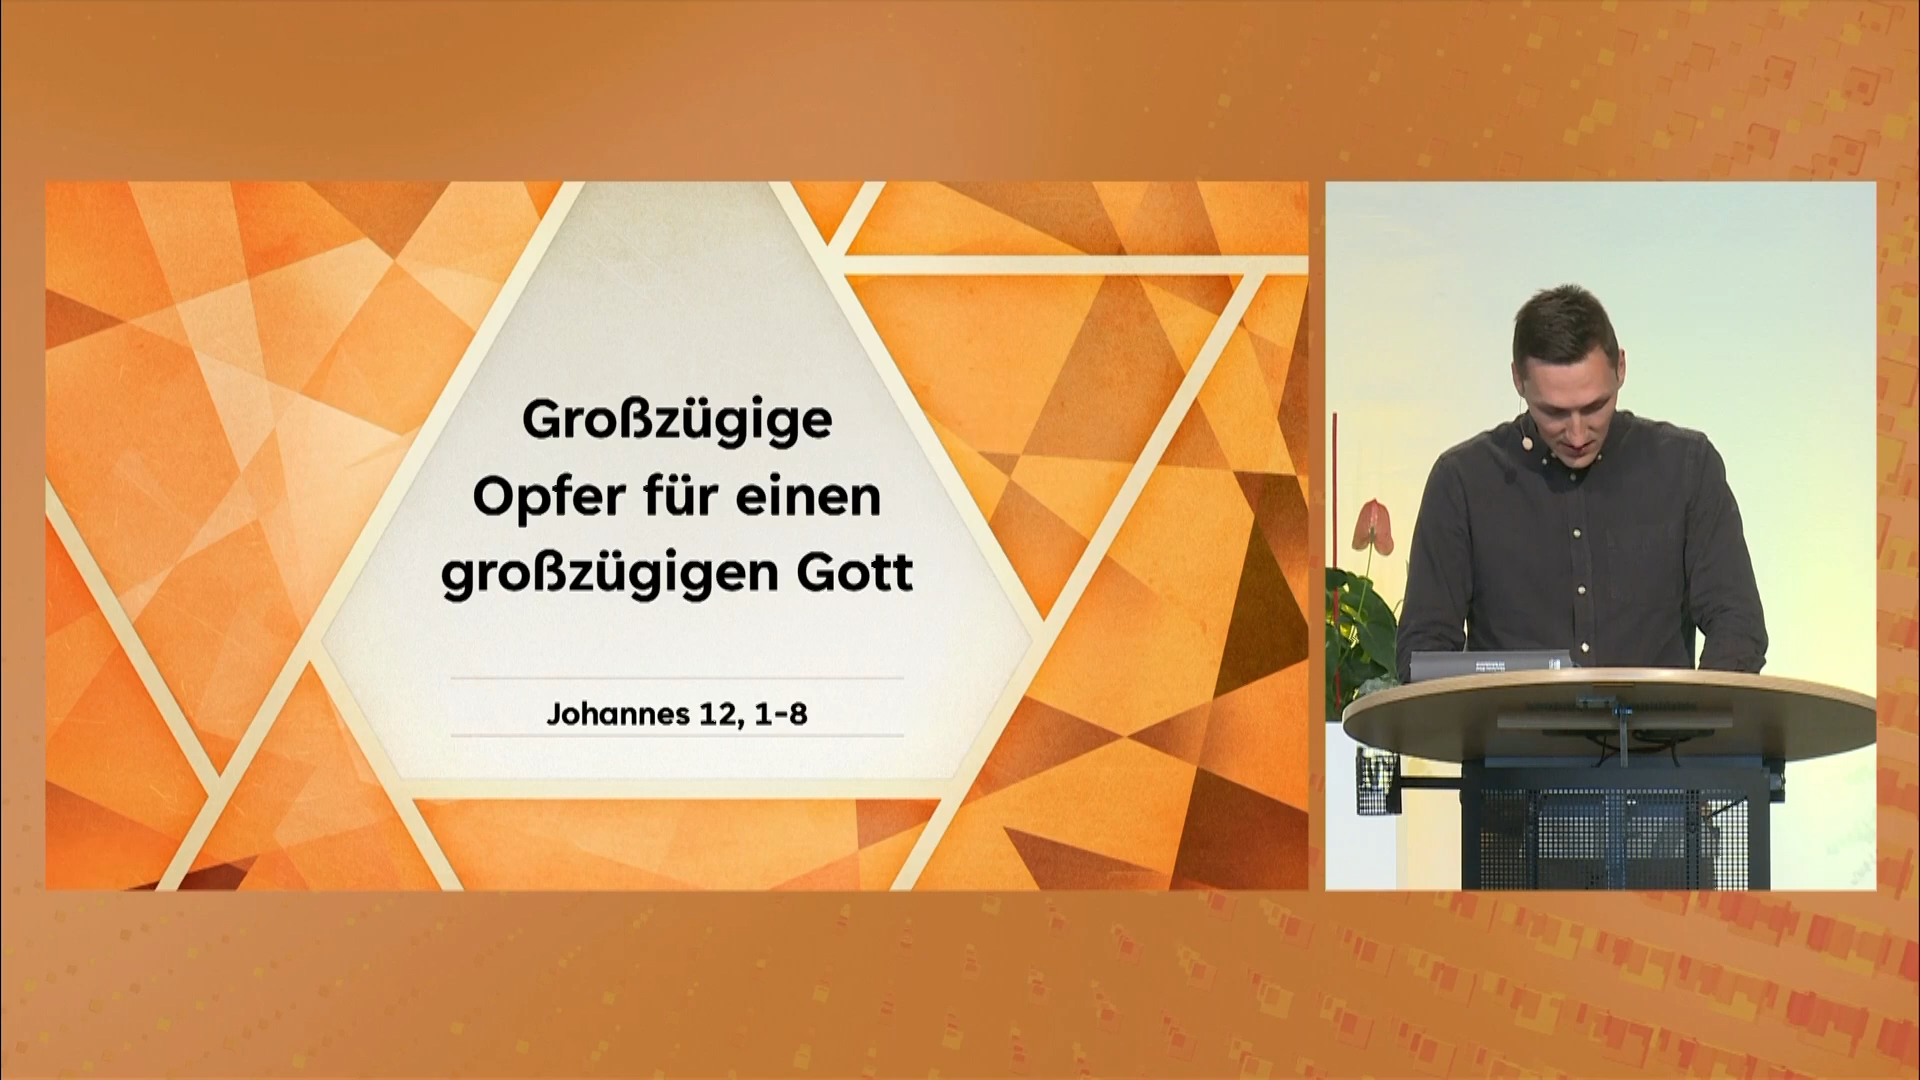 Großzügige
Opfer für einen
großzügigen Gott
Johannes 12, 1-8